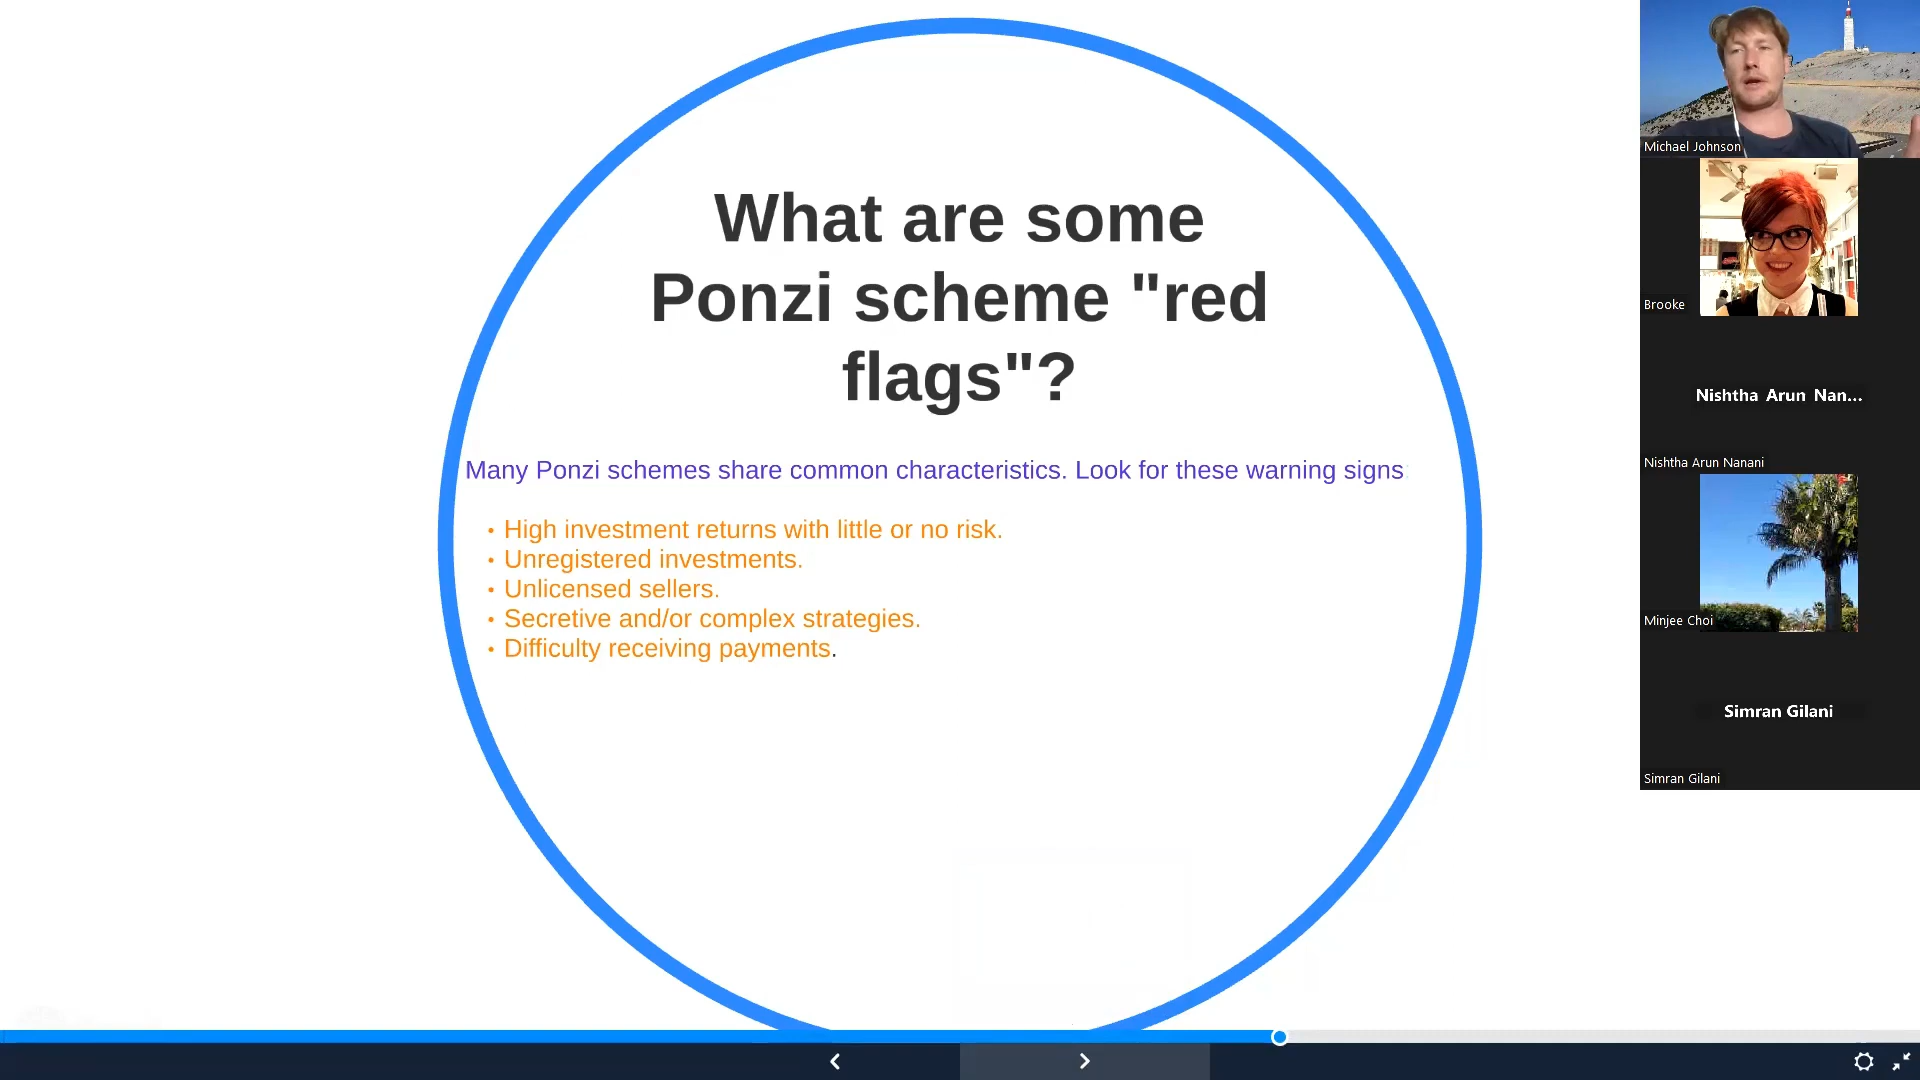 What are some
Ponzi scheme "red
flags"?
Many Ponzi schemes share common characteristics. Look for these warning signs
• High investment returns with little or no risk.
• Unregistered investments.
• Unlicensed sellers.
• Secretive and/or complex strategies.
• Difficulty receiving payments.
Michael Johnson
Brooke
Nishtha Arun Nan...
Nishtha Arun Nanani
Minjee Choi
Simran Gilani
Simran Gilani